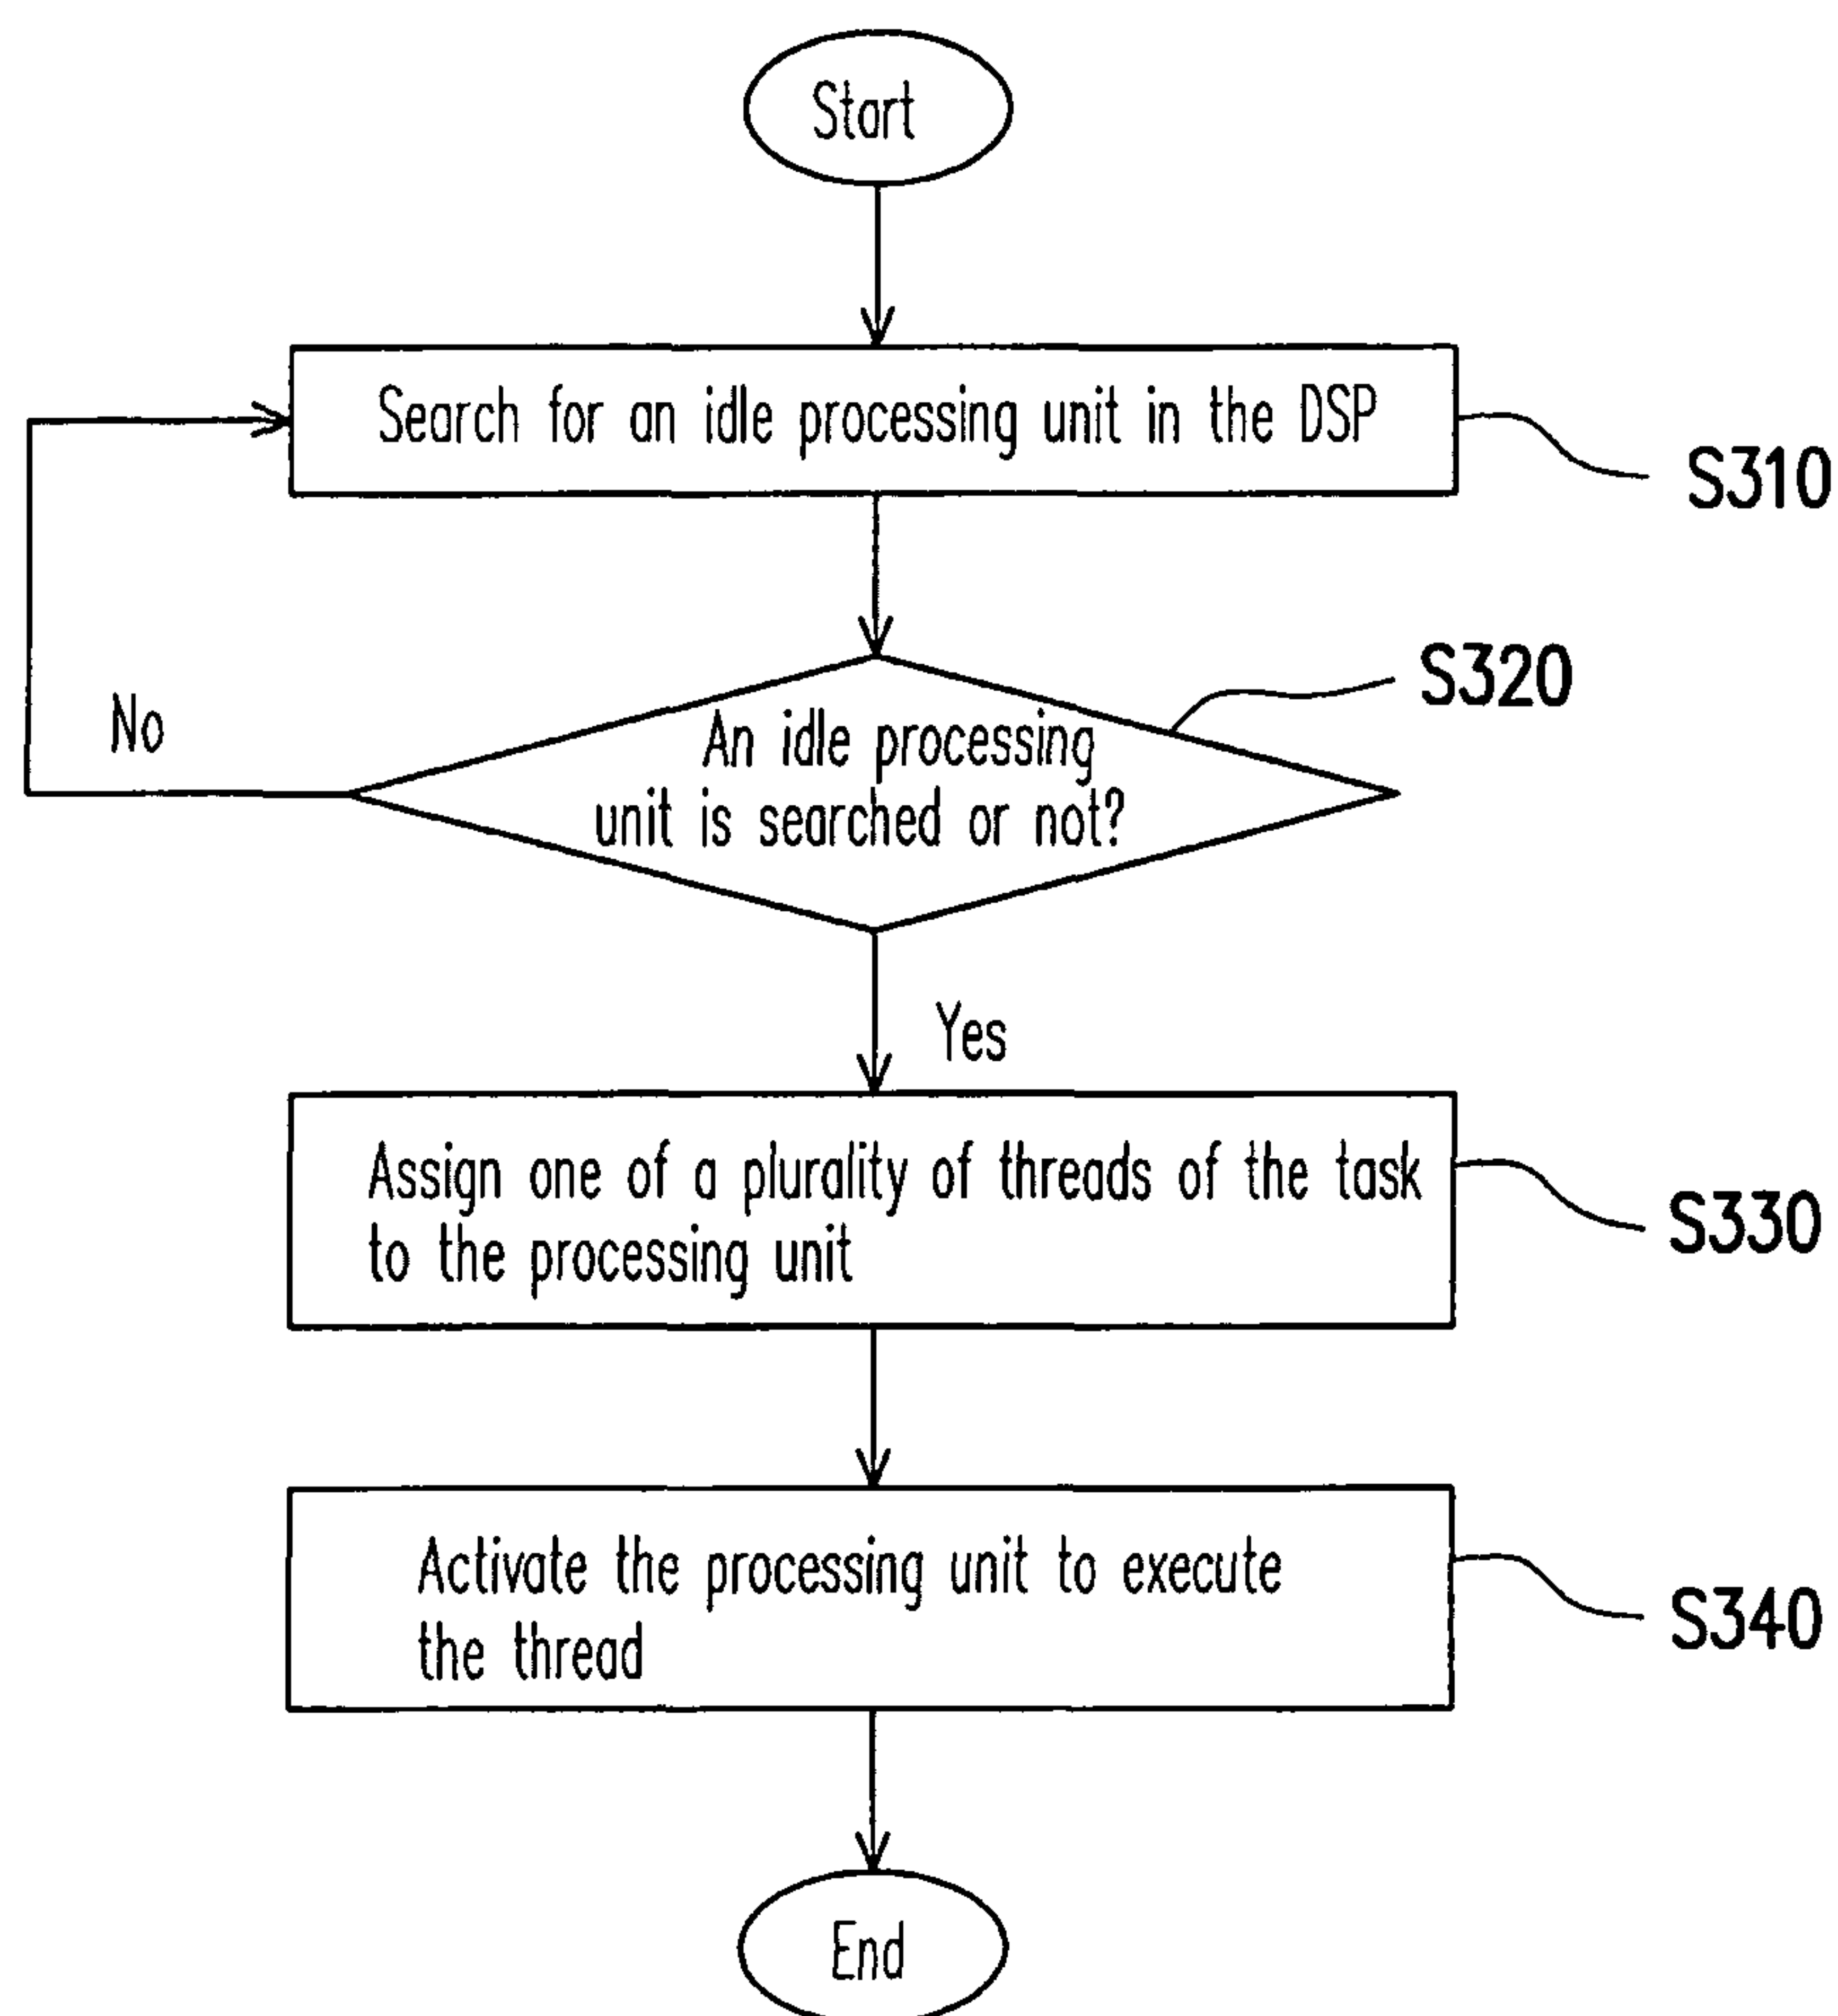 Start
Search for an idle processing unit in the DSP
S310
S320
No
An idle processing
unit is searched or not?
Yes
Assign one of a plurality of threads of the task
to the processing unit
S330
Activate the processing unit to execute
the thread
S340
End